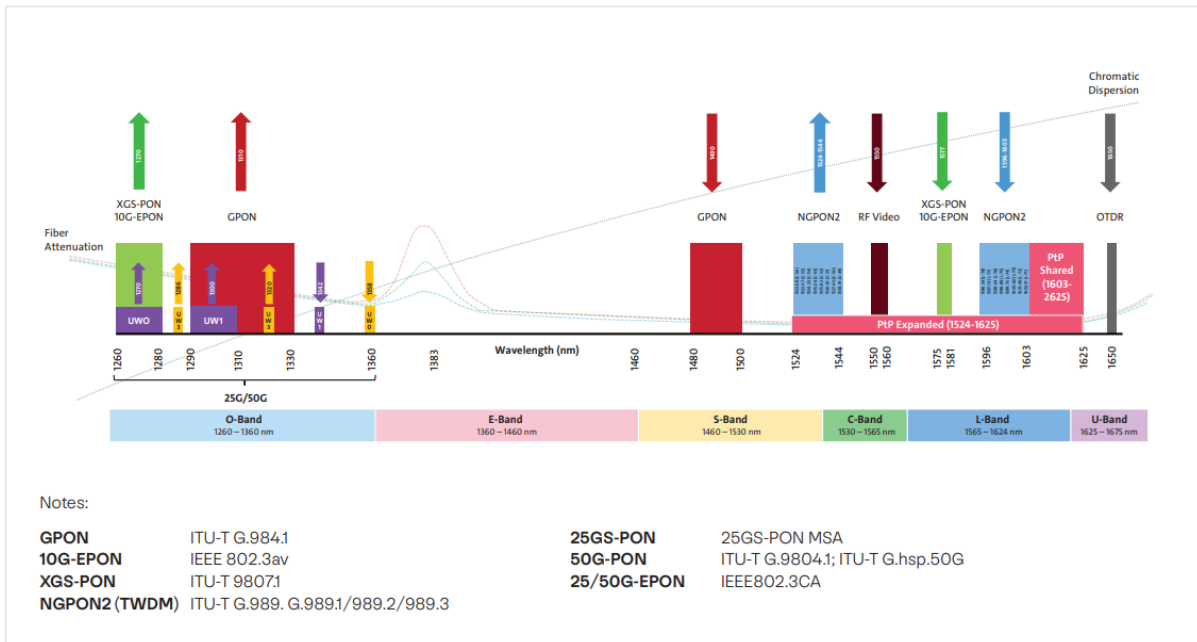 Chromatic
Dispersion
1270
1310
1490
1524-1544
1550
1577
1596-1603
1650
XGS-PON
10G-EPON
GPON
GPON
NGPON2
RF Video
XGS-PON
10G-EPON
NGPON2
OTDR
Fiber
Attenuation
1270
1286
1300
1320
1342
1358
PtP
Shared
(1603-
2625)
UWO
UW3
UW1
UW3
UW1
UW0
PtP Expanded (1524-1625)
Wavelength (nm)
1260
1280
1290
1310
1330
1360
1383
1460
1480
1500
1524
1544
1550
1560
1575
1581
1596
1603
1625
1650
25G/50G
O-Band
1260 – 1360 nm
E-Band
1360 – 1460 nm
S-Band
1460 – 1530 nm
C-Band
1530 – 1565 nm
L-Band
1565 – 1624 nm
U-Band
1625 – 1675 nm
Notes:
GPON ITU-T G.984.1
10G-EPON IEEE 802.3av
XGS-PON ITU-T 9807.1
NGPON2 (TWDM) ITU-T G.989. G.989.1/989.2/989.3
25GS-PON 25GS-PON MSA
50G-PON ITU-T G.9804.1; ITU-T G.hsp.50G
25/50G-EPON IEEE802.3CA